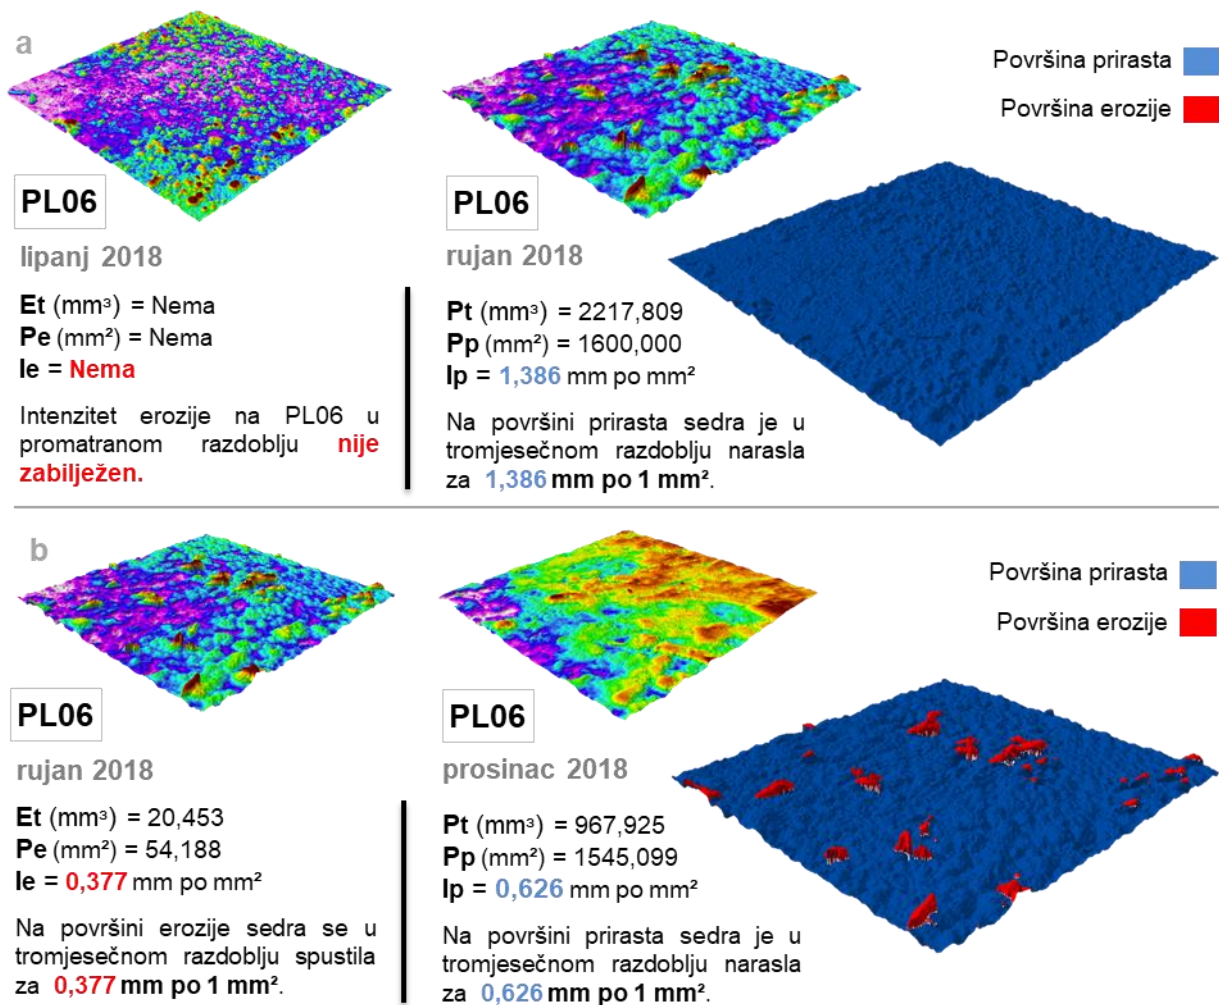 a
Površina prirasta
Površina erozije
PL06
lipanj 2018
Et (mm³) = Nema
Pe (mm²) = Nema
Ie = Nema
Intenzitet erozije na PL06 u
promatranom razdoblju nije
zabilježen.
PL06
rujan 2018
Pt (mm³) = 2217,809
Pp (mm²) = 1600,000
Ip = 1,386 mm po mm²
Na površini prirasta sedra je u
tromjesečnom razdoblju narasla
za 1,386 mm po 1 mm².
b
Površina prirasta
Površina erozije
PL06
rujan 2018
Et (mm³) = 20,453
Pe (mm²) = 54,188
Ie = 0,377 mm po mm²
Na površini erozije sedra se u
tromjesečnom razdoblju spustila
za 0,377 mm po 1 mm².
PL06
prosinac 2018
Pt (mm³) = 967,925
Pp (mm²) = 1545,099
Ip = 0,626 mm po mm²
Na površini prirasta sedra je u
tromjesečnom razdoblju narasla
za 0,626 mm po 1 mm².